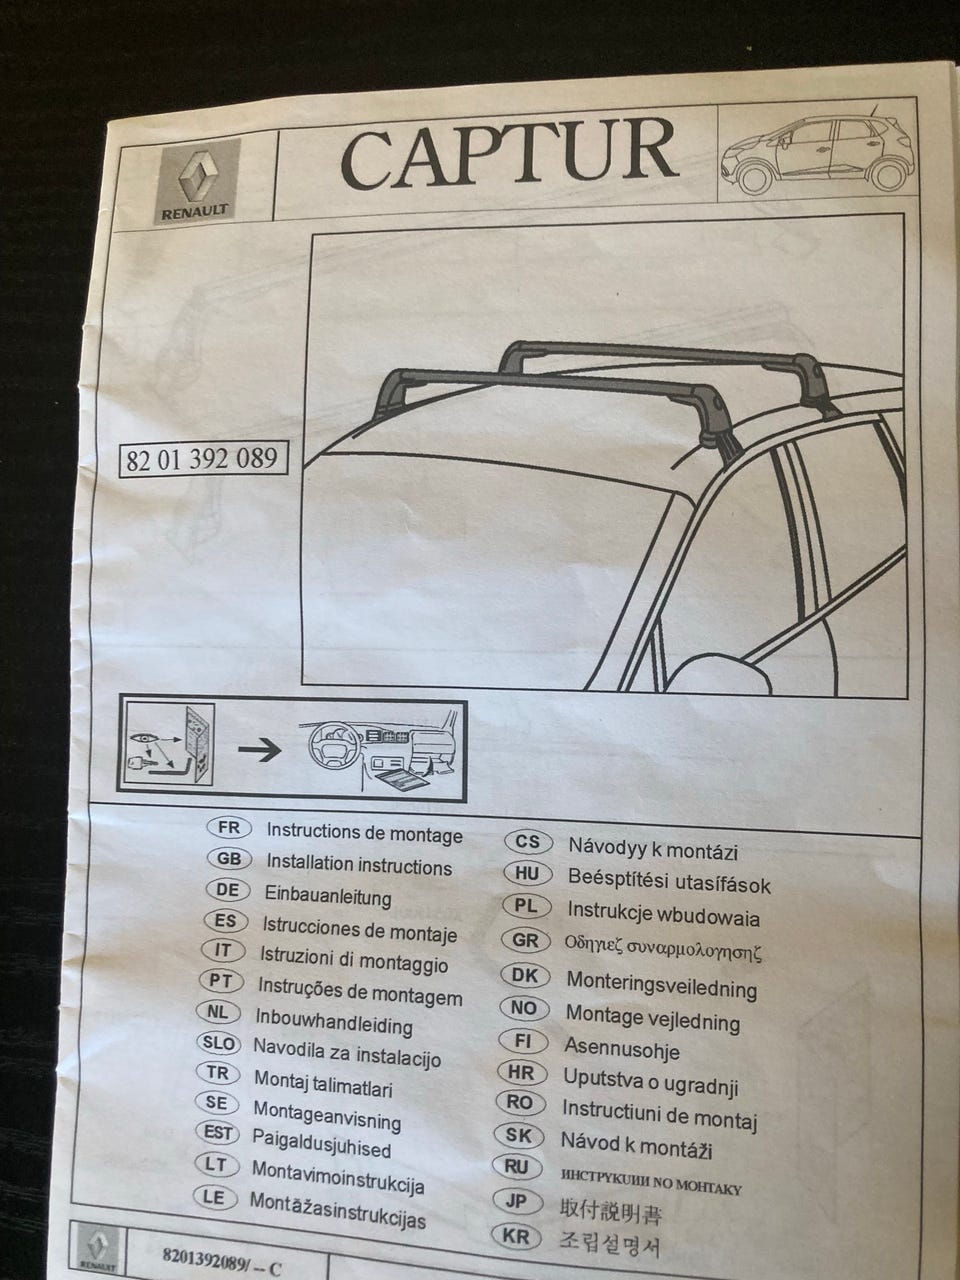 CAPTUR
RENAULT
82 01 392 089
FR Instructions de montage
GB Installation instructions
DE Einbauanleitung
ES Istrucciones de montaje
IT Istruzioni di montaggio
PT Instruções de montagem
NL Inbouwhandleiding
SLO Navodila za instalacijo
TR Montaj talimatlari
SE Montageanvisning
EST Paigaldusjuhised
LT Montavimoinstrukcija
LE Montāžasinstrukcijas
CS Návodyy k montázi
HU Beésptítési utasífások
PL Instrukcje wbudowaia
GR Οδηγιεζ συναρμολογησηζ
DK Monteringsveiledning
NO Montage vejledning
FI Asennusohje
HR Uputstva o ugradnji
RO Instructiuni de montaj
SK Návod k montáži
RU ИНСТРУКЦИИ NO МОНТАКУ
JP 取付説明書
KR 조립설명서
RENAULT
8201392089/ -- C